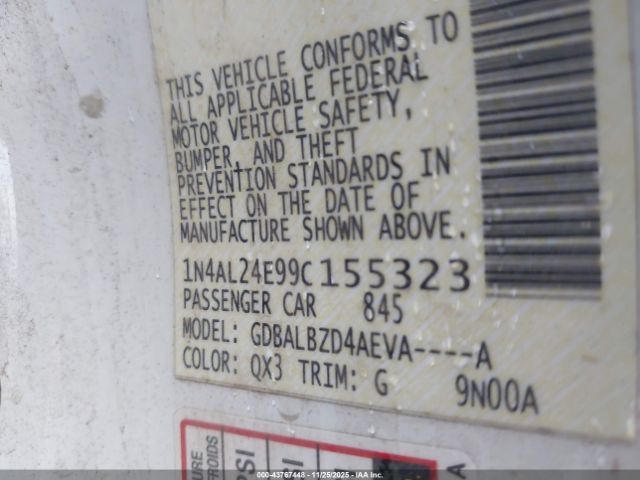 THIS VEHICLE CONFORMS TO
ALL APPLICABLE FEDERAL
MOTOR VEHICLE SAFETY,
BUMPER, AND THEFT
PREVENTION STANDARDS IN
EFFECT ON THE DATE OF
MANUFACTURE SHOWN ABOVE.
1N4AL24E99C155323
PASSENGER CAR 845
MODEL: GDBALBZD4AEVA----A
COLOR: QX3 TRIM: G 9N00A
000-43767448 - 11/25/2025 - IAAI.com